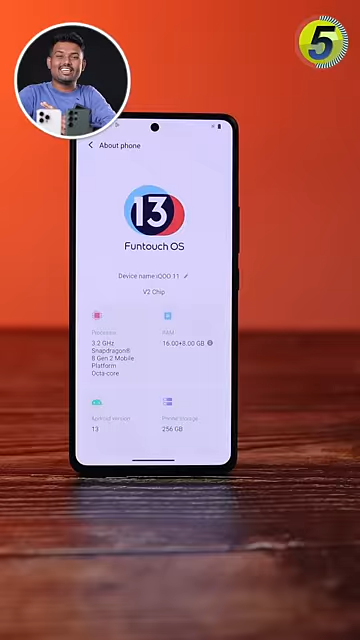 5
About phone
13
Funtouch OS
Device name: iQOO 11
V2 Chip
Processor
3.2 GHz
Snapdragon®
8 Gen 2 Mobile
Platform
Octa-core
RAM
16.00+8.00 GB
Android version
13
Phone storage
256 GB